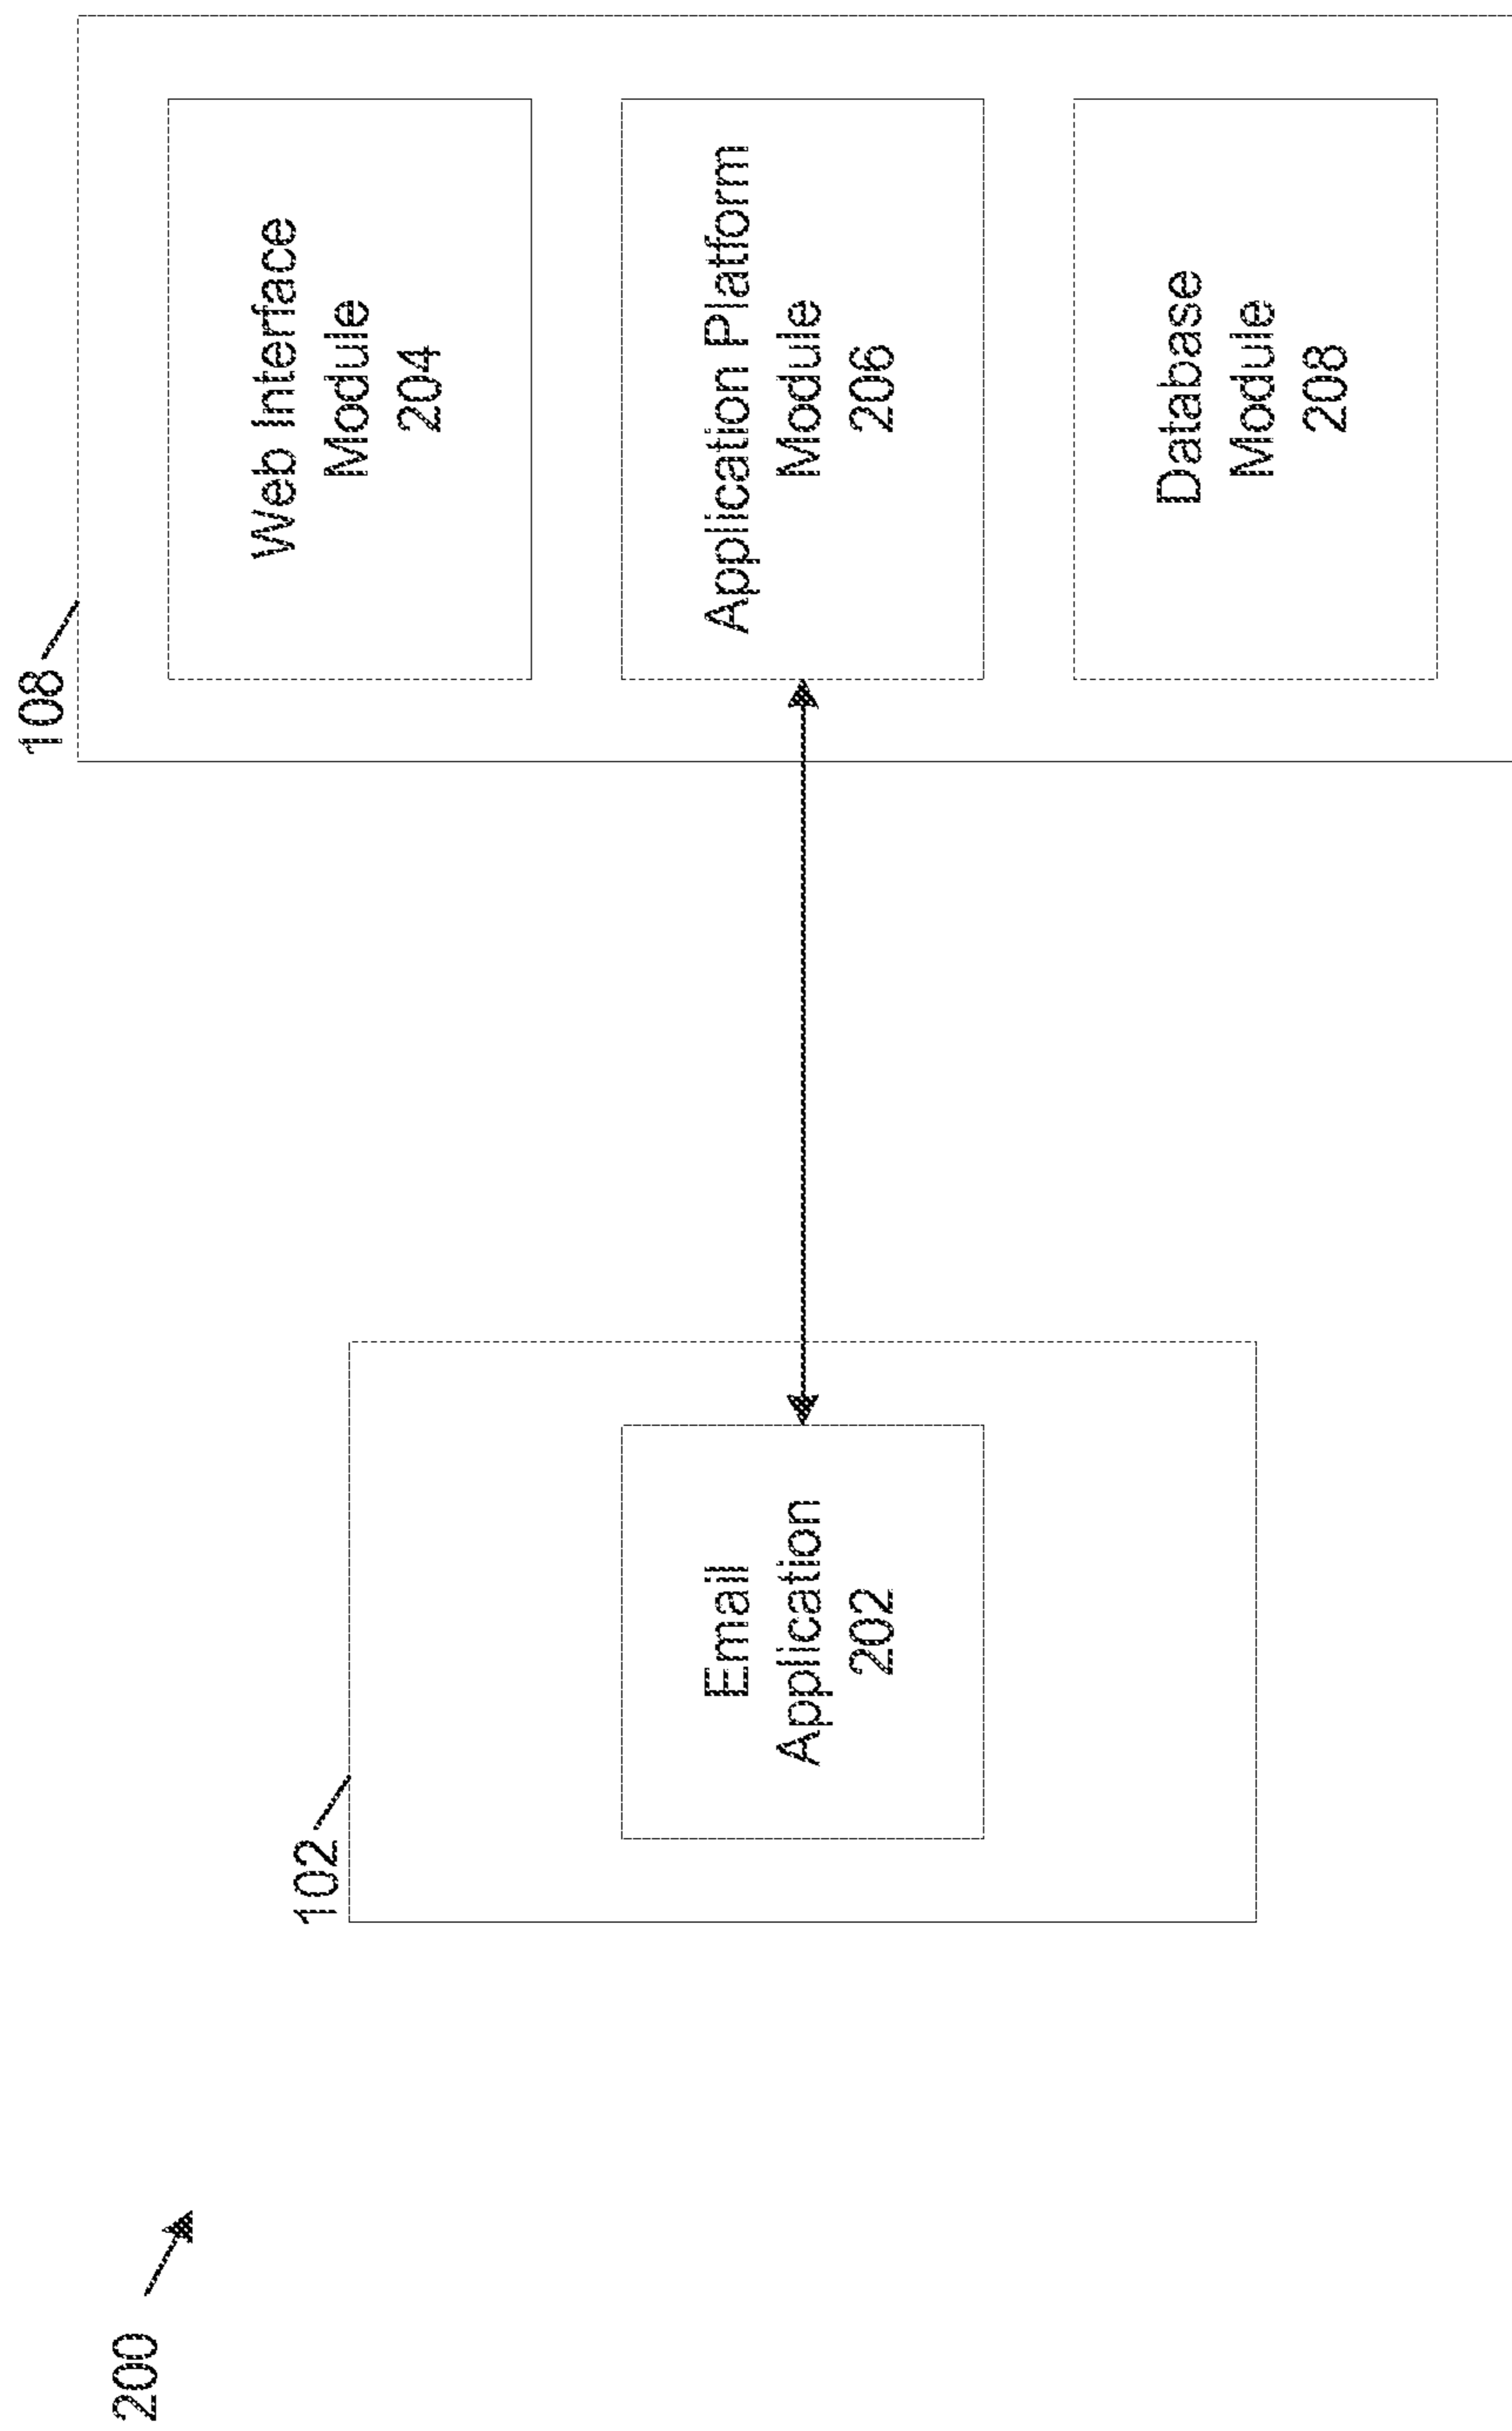 200
102
Email
Application
202
108
Web Interface
Module
204
Application Platform
Module
206
Database
Module
208